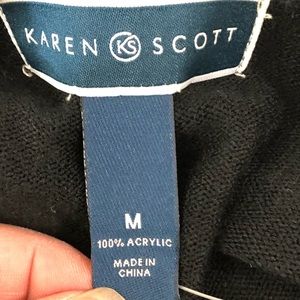 KAREN KS SCOTT
M
100% ACRYLIC
MADE IN
CHINA